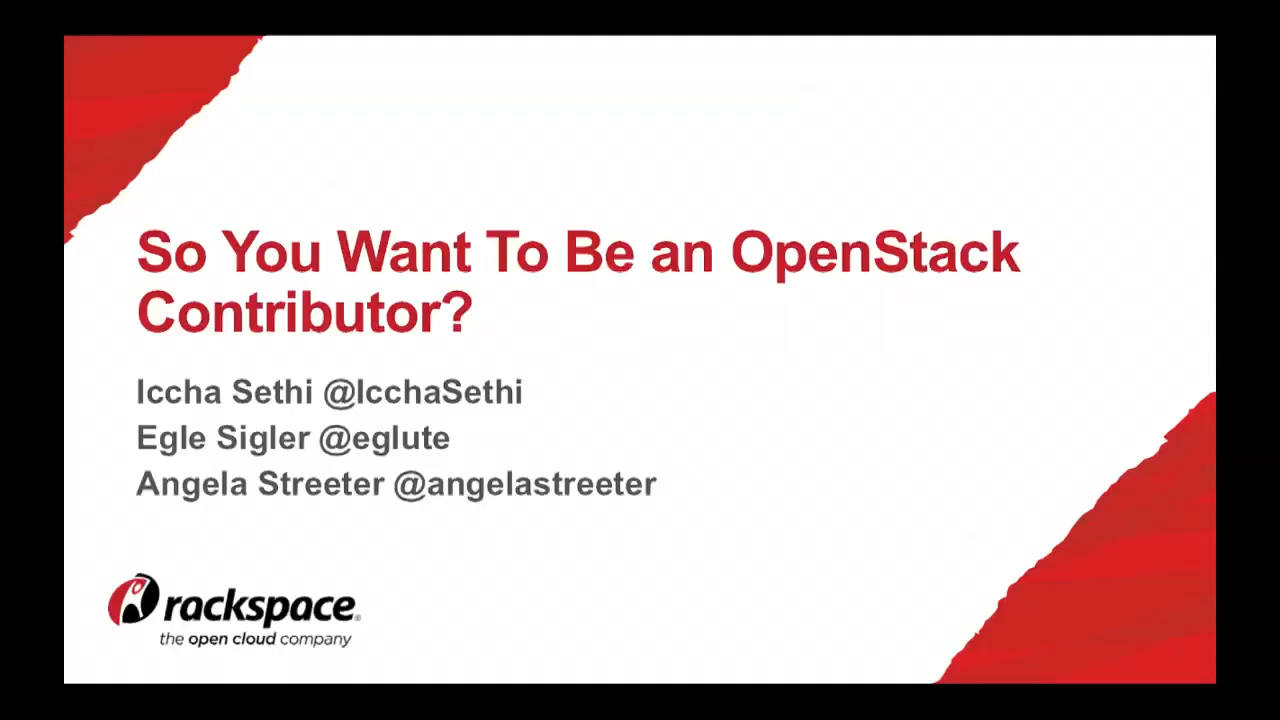 So You Want To Be an OpenStack
Contributor?
Iccha Sethi @IcchaSethi
Egle Sigler @eglute
Angela Streeter @angelastreeter
rackspace®
the open cloud company